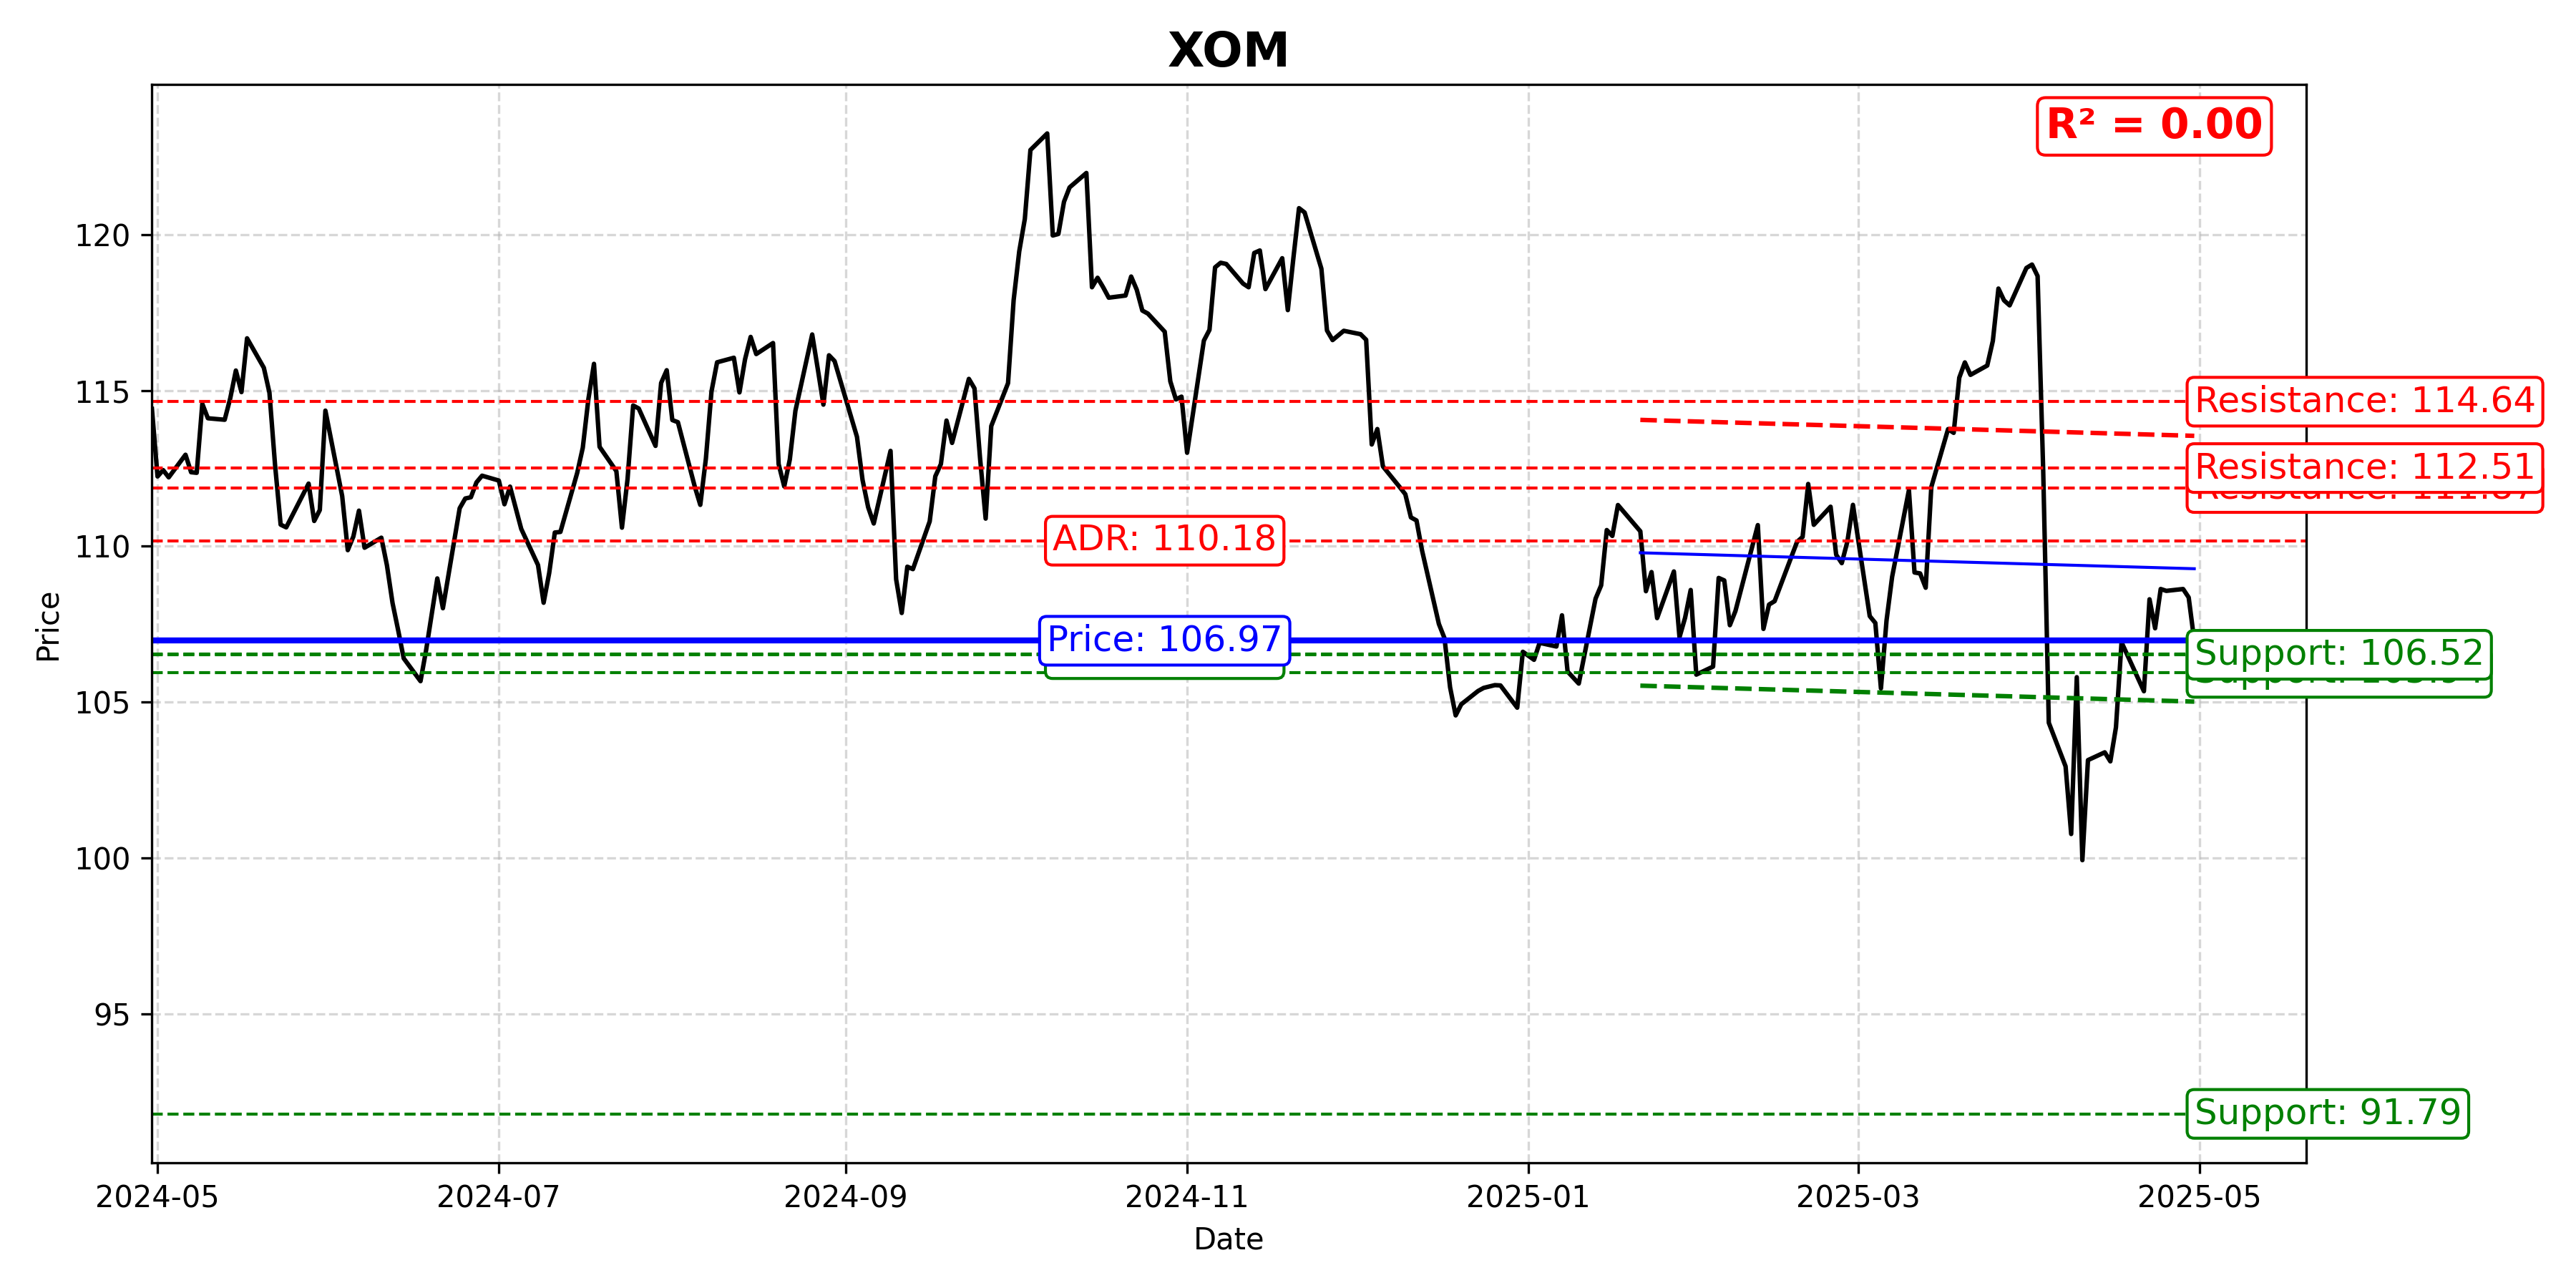 XOM
R² = 0.00
120
115
110
105
100
95
Price
Resistance: 114.64
Resistance: 112.51
ADR: 110.18
Price: 106.97
Support: 106.52
Support: 91.79
2024-05
2024-07
2024-09
2024-11
2025-01
2025-03
2025-05
Date